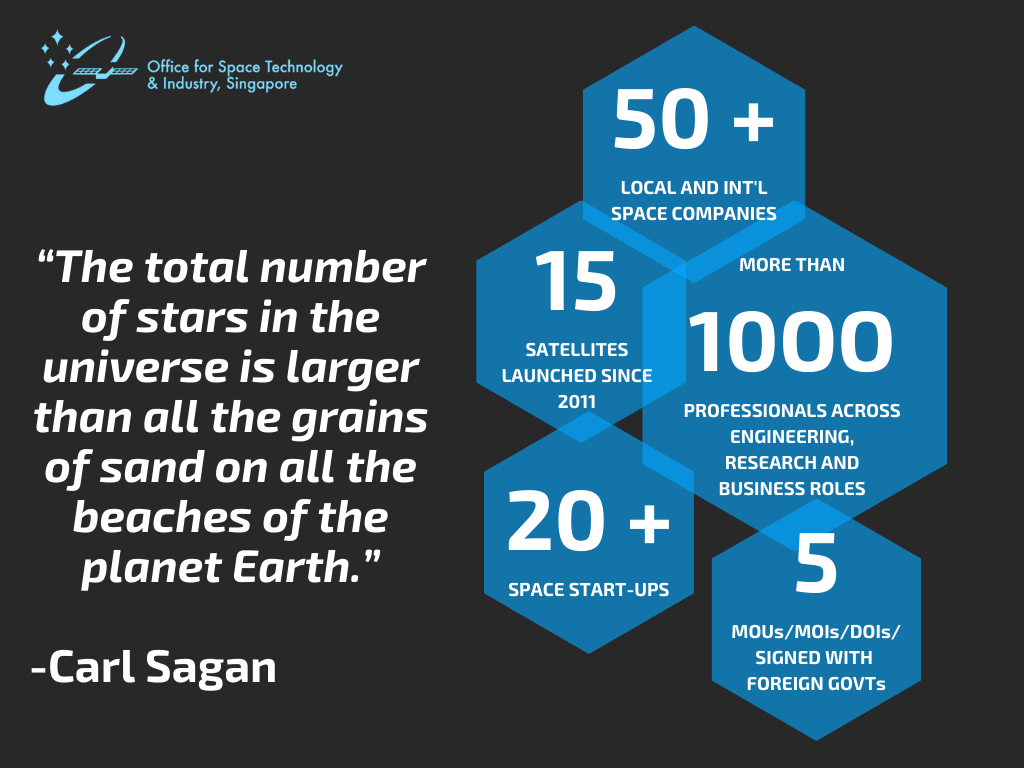 Office for Space Technology
& Industry, Singapore
“The total number
of stars in the
universe is larger
than all the grains
of sand on all the
beaches of the
planet Earth.”
-Carl Sagan
50 +
LOCAL AND INT'L
SPACE COMPANIES
15
SATELLITES
LAUNCHED SINCE
2011
MORE THAN
1000
PROFESSIONALS ACROSS
ENGINEERING,
RESEARCH AND
BUSINESS ROLES
20 +
SPACE START-UPS
5
MOUs/MOIs/DOIs/
SIGNED WITH
FOREIGN GOVTs